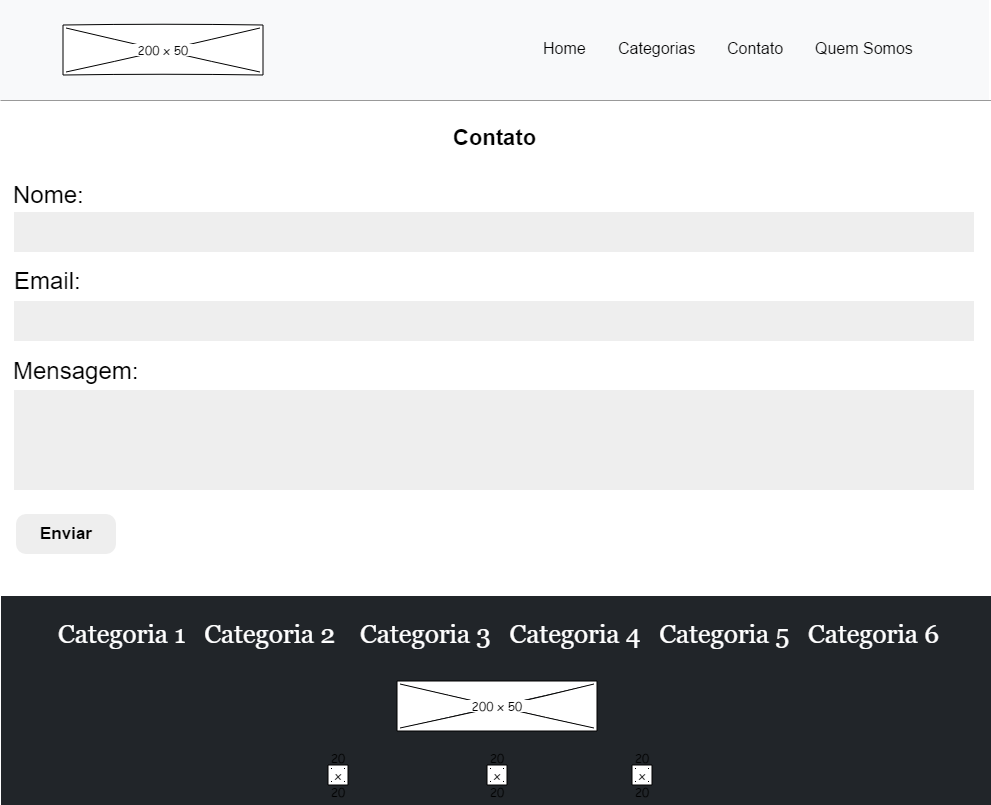 200 x 50
Home Categorias Contato Quem Somos
Contato
Nome:
Email:
Mensagem:
Enviar
Categoria 1 Categoria 2 Categoria 3 Categoria 4 Categoria 5 Categoria 6
200 x 50
20 20 20
x x x
20 20 20